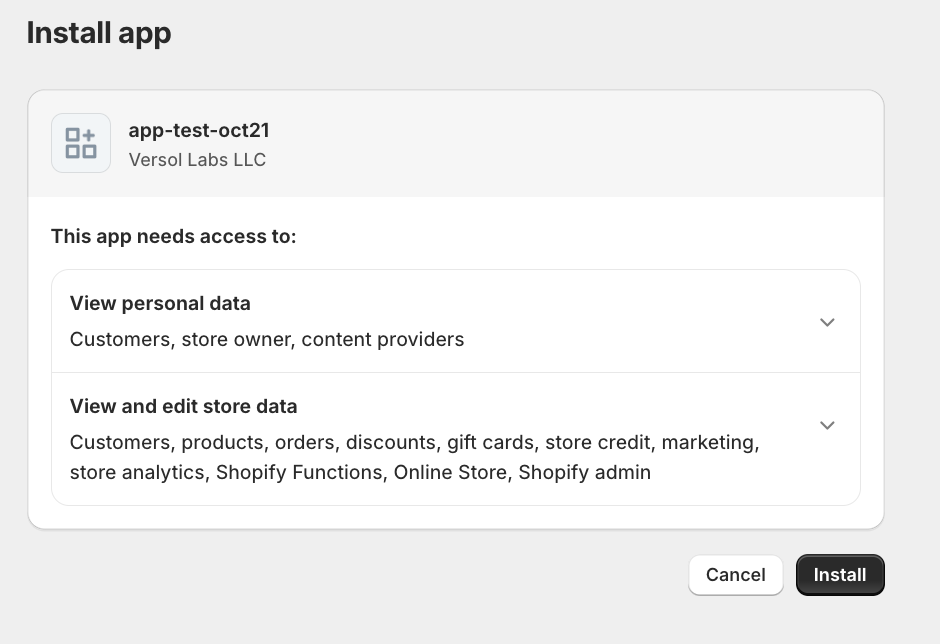 Install app
app-test-oct21
Versol Labs LLC
This app needs access to:
View personal data
Customers, store owner, content providers
View and edit store data
Customers, products, orders, discounts, gift cards, store credit, marketing,
store analytics, Shopify Functions, Online Store, Shopify admin
Cancel
Install